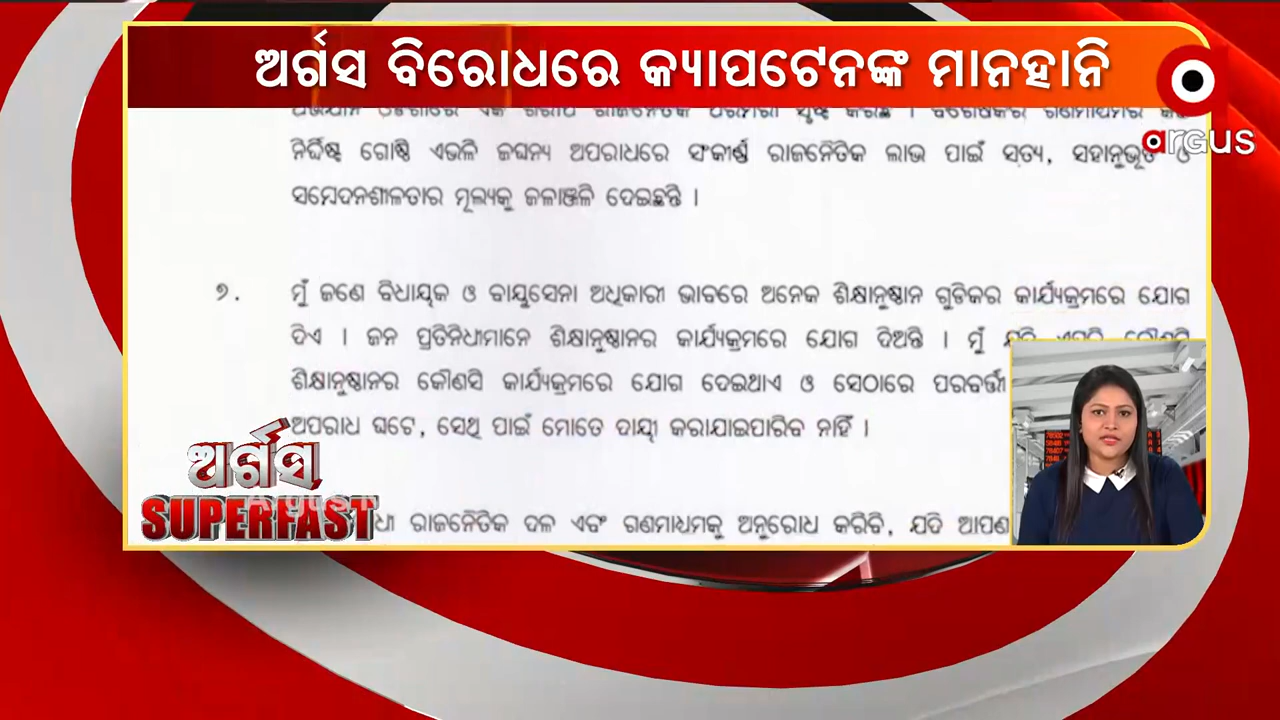 ଅର୍ଗସ ବିରୋଧରେ କ୍ୟାପଟେନଙ୍କ ମାନହାନି
argus
ନିର୍ଦ୍ଦିଷ୍ଟ ଗୋଷ୍ଠି ଏଭଳି ଜଘନ୍ୟ ଅପରାଧରେ ସଂକୀର୍ଣ୍ଣ ରାଜନୈତିକ ଲାଭ ପାଇଁ ସତ୍ୟ, ସହାନୁଭୂତି ଓ
ସମ୍ବେଦନଶୀଳତାର ମୂଲ୍ୟକୁ ଜଳାଞ୍ଜଳି ଦେଇଛନ୍ତି ।
୭. ମୁଁ ଜଣେ ବିଧାୟକ ଓ ବାୟୁସେନା ଅଧିକାରୀ ଭାବରେ ଅନେକ ଶିକ୍ଷାନୁଷ୍ଠାନ ଗୁଡିକର କାର୍ଯ୍ୟକ୍ରମରେ ଯୋଗ
ଦିଏ । ଜନ ପ୍ରତିନିଧୀମାନେ ଶିକ୍ଷାନୁଷ୍ଠାନର କାର୍ଯ୍ୟକ୍ରମରେ ଯୋଗ ଦିଅନ୍ତି । ମୁଁ
ଶିକ୍ଷାନୁଷ୍ଠାନର କୌଣସି କାର୍ଯ୍ୟକ୍ରମରେ ଯୋଗ ଦେଇଥାଏ ଓ ସେଠାରେ ପରବର୍ତ୍ତୀ
ଅପରାଧ ଘଟେ, ସେଥି ପାଇଁ ମୋତେ ଦାୟୀ କରାଯାଇପାରିବ ନାହିଁ ।
ରାଜନୈତିକ ଦଳ ଏବଂ ଗଣମାଧ୍ୟମକୁ ଅନୁରୋଧ କରିବି, ଯଦି ଆପଣ
ଅର୍ଗସ
SUPERFAST